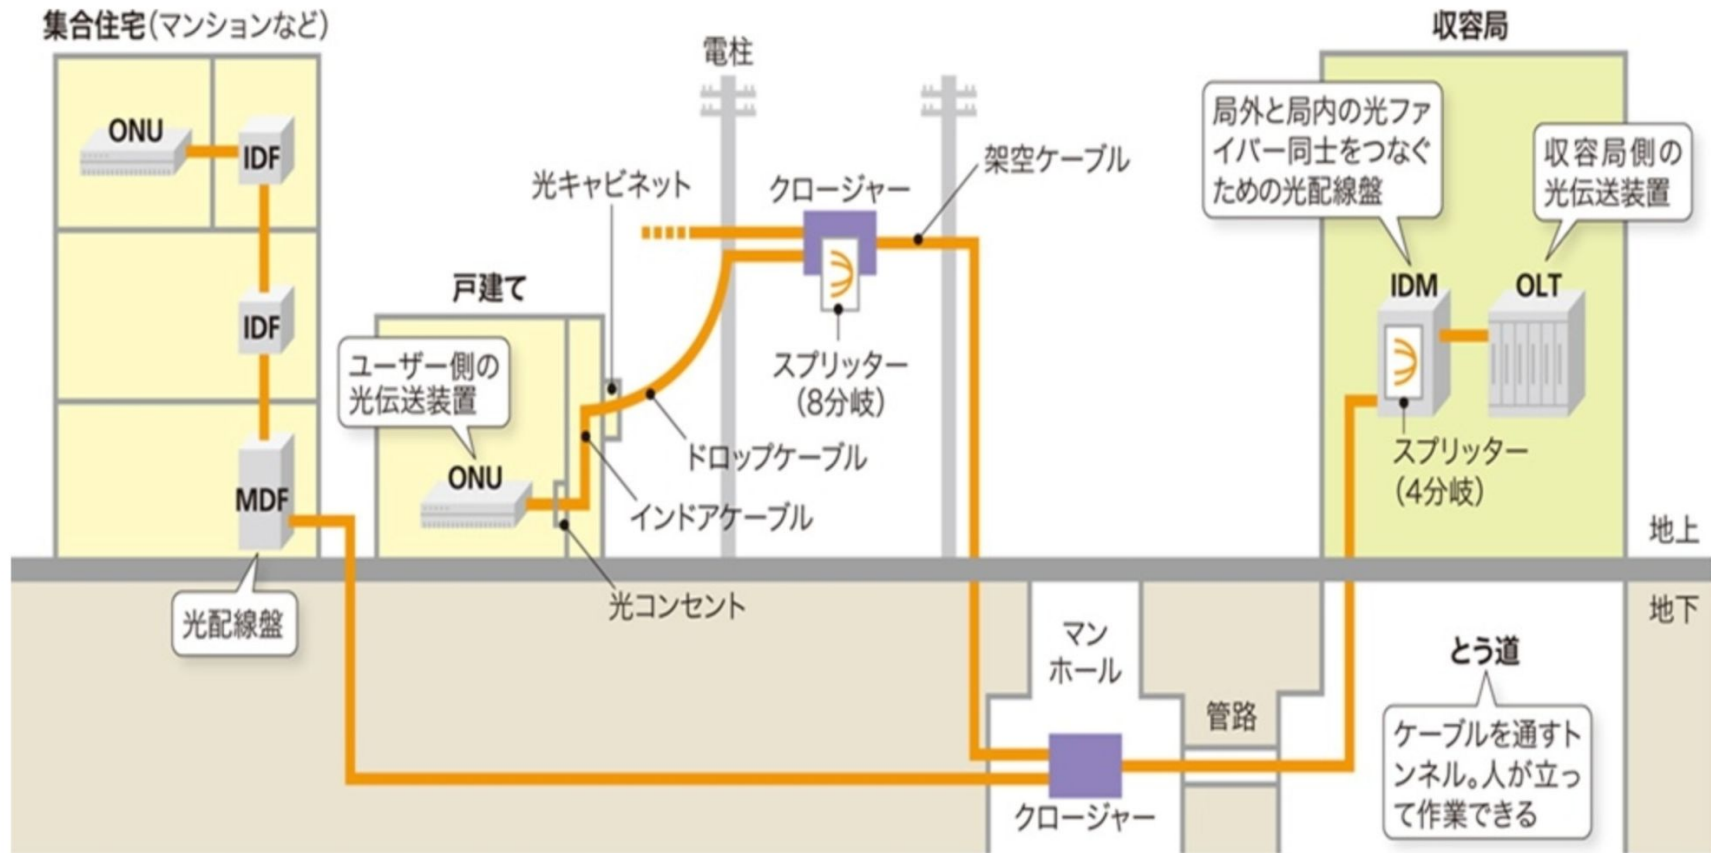 集合住宅(マンションなど)
ONU
IDF
IDF
MDF
光配線盤
戸建て
ユーザー側の
光伝送装置
ONU
光キャビネット
ドロップケーブル
インドアケーブル
光コンセント
電柱
クロージャー
スプリッター
(8分岐)
架空ケーブル
収容局
局外と局内の光ファ
イバー同士をつなぐ
ための光配線盤
収容局側の
光伝送装置
IDM
OLT
スプリッター
(4分岐)
地上
地下
マン
ホール
管路
クロージャー
とう道
ケーブルを通すト
ンネル。人が立っ
て作業できる